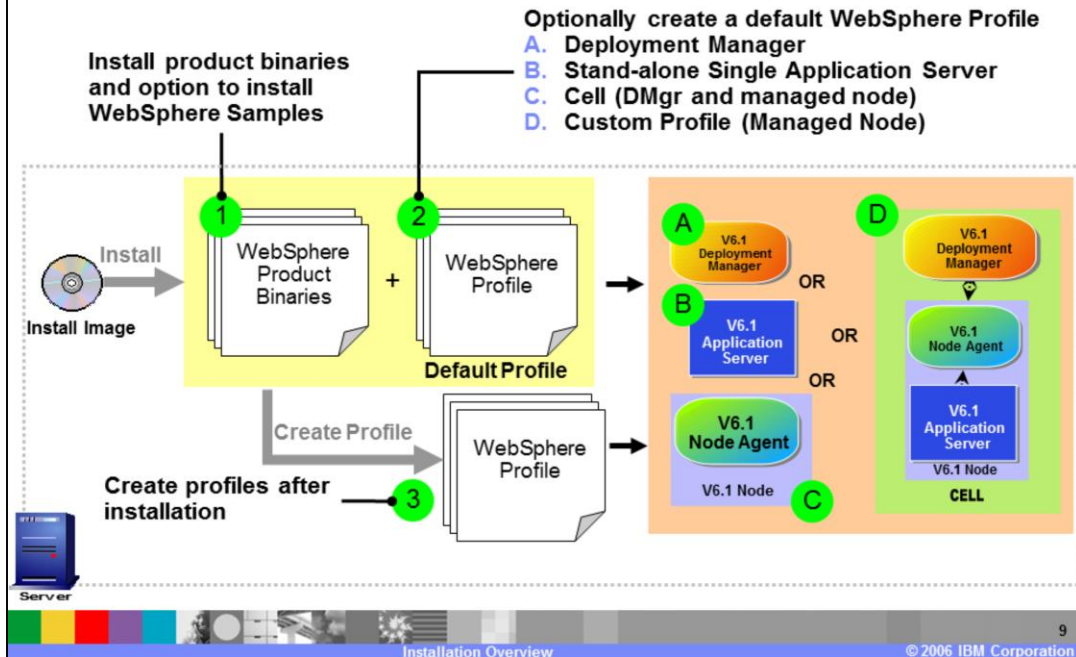 Optionally create a default WebSphere Profile
A. Deployment Manager
B. Stand-alone Single Application Server
C. Cell (DMgr and managed node)
D. Custom Profile (Managed Node)
Install product binaries
and option to install
WebSphere Samples
1
2
Install
Install Image
WebSphere
Product
Binaries
+
WebSphere
Profile
Default Profile
Create Profile
WebSphere
Profile
Create profiles after
installation
3
A
V6.1
Deployment
Manager
OR
B
V6.1
Application
Server
OR
OR
V6.1
Node Agent
V6.1 Node
C
D
V6.1
Deployment
Manager
V6.1
Node Agent
V6.1
Application
Server
V6.1 Node
CELL
Server
9
Installation Overview
© 2006 IBM Corporation